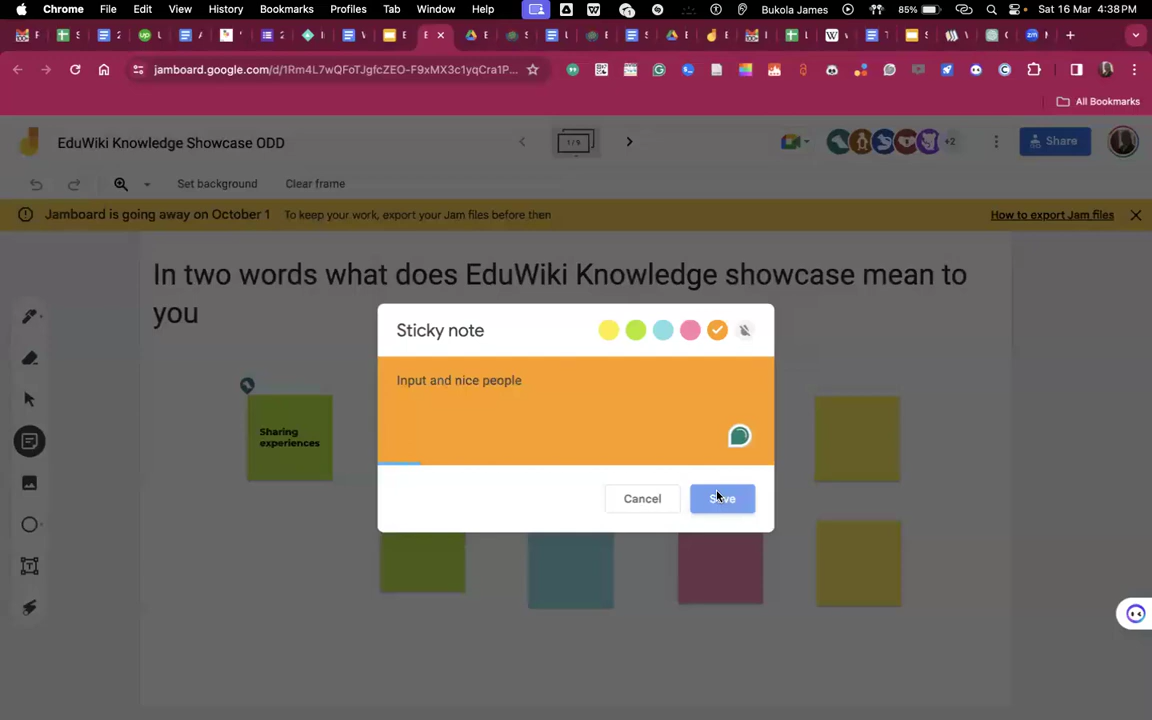 Chrome File Edit View History Bookmarks Profiles Tab Window Help Bukola James 85% Sat 16 Mar 4:38 PM
jamboard.google.com/d/1Rm4L7wQFoTJgfcZEO-F9xMX3c1yqCra1P...
All Bookmarks
EduWiki Knowledge Showcase ODD
1/9
+2
Share
Set background
Clear frame
Jamboard is going away on October 1 To keep your work, export your Jam files before then How to export Jam files
In two words what does EduWiki Knowledge showcase mean to
you
Sticky note
Input and nice people
Sharing
experiences
Cancel
Save